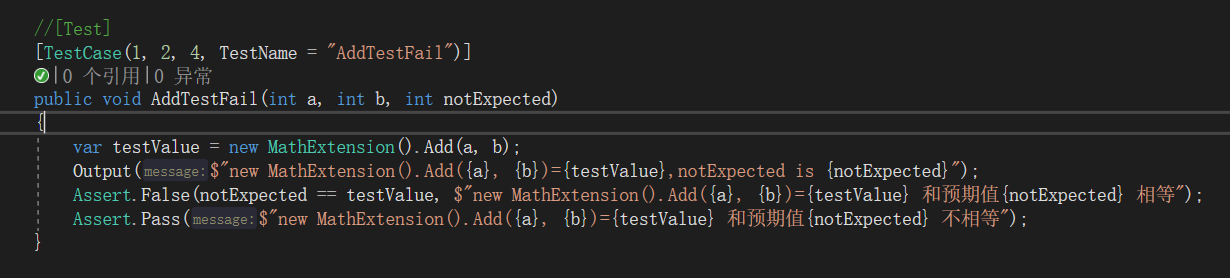 //[Test]
[TestCase(1, 2, 4, TestName = "AddTestFail")]
|0 个引用|0 异常
public void AddTestFail(int a, int b, int notExpected)
{
var testValue = new MathExtension().Add(a, b);
Output(message:$"new MathExtension().Add({a}, {b})={testValue},notExpected is {notExpected}");
Assert.False(notExpected == testValue, $"new MathExtension().Add({a}, {b})={testValue} 和预期值{notExpected} 相等");
Assert.Pass(message:$"new MathExtension().Add({a}, {b})={testValue} 和预期值{notExpected} 不相等");
}